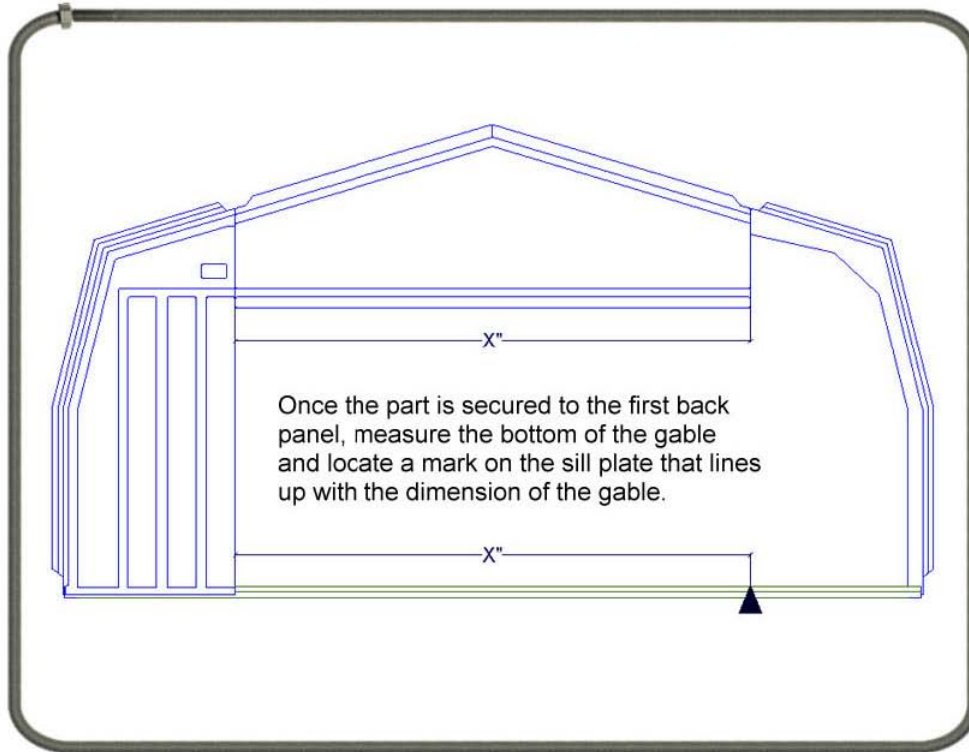 X"
Once the part is secured to the first back
panel, measure the bottom of the gable
and locate a mark on the sill plate that lines
up with the dimension of the gable.
X"